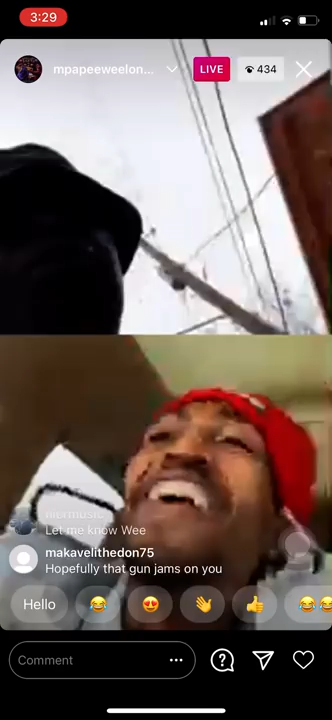 3:29
mpapeeweelon...
LIVE
434
Let me know Wee
makavelithedon75
Hopefully that gun jams on you
Hello
Comment